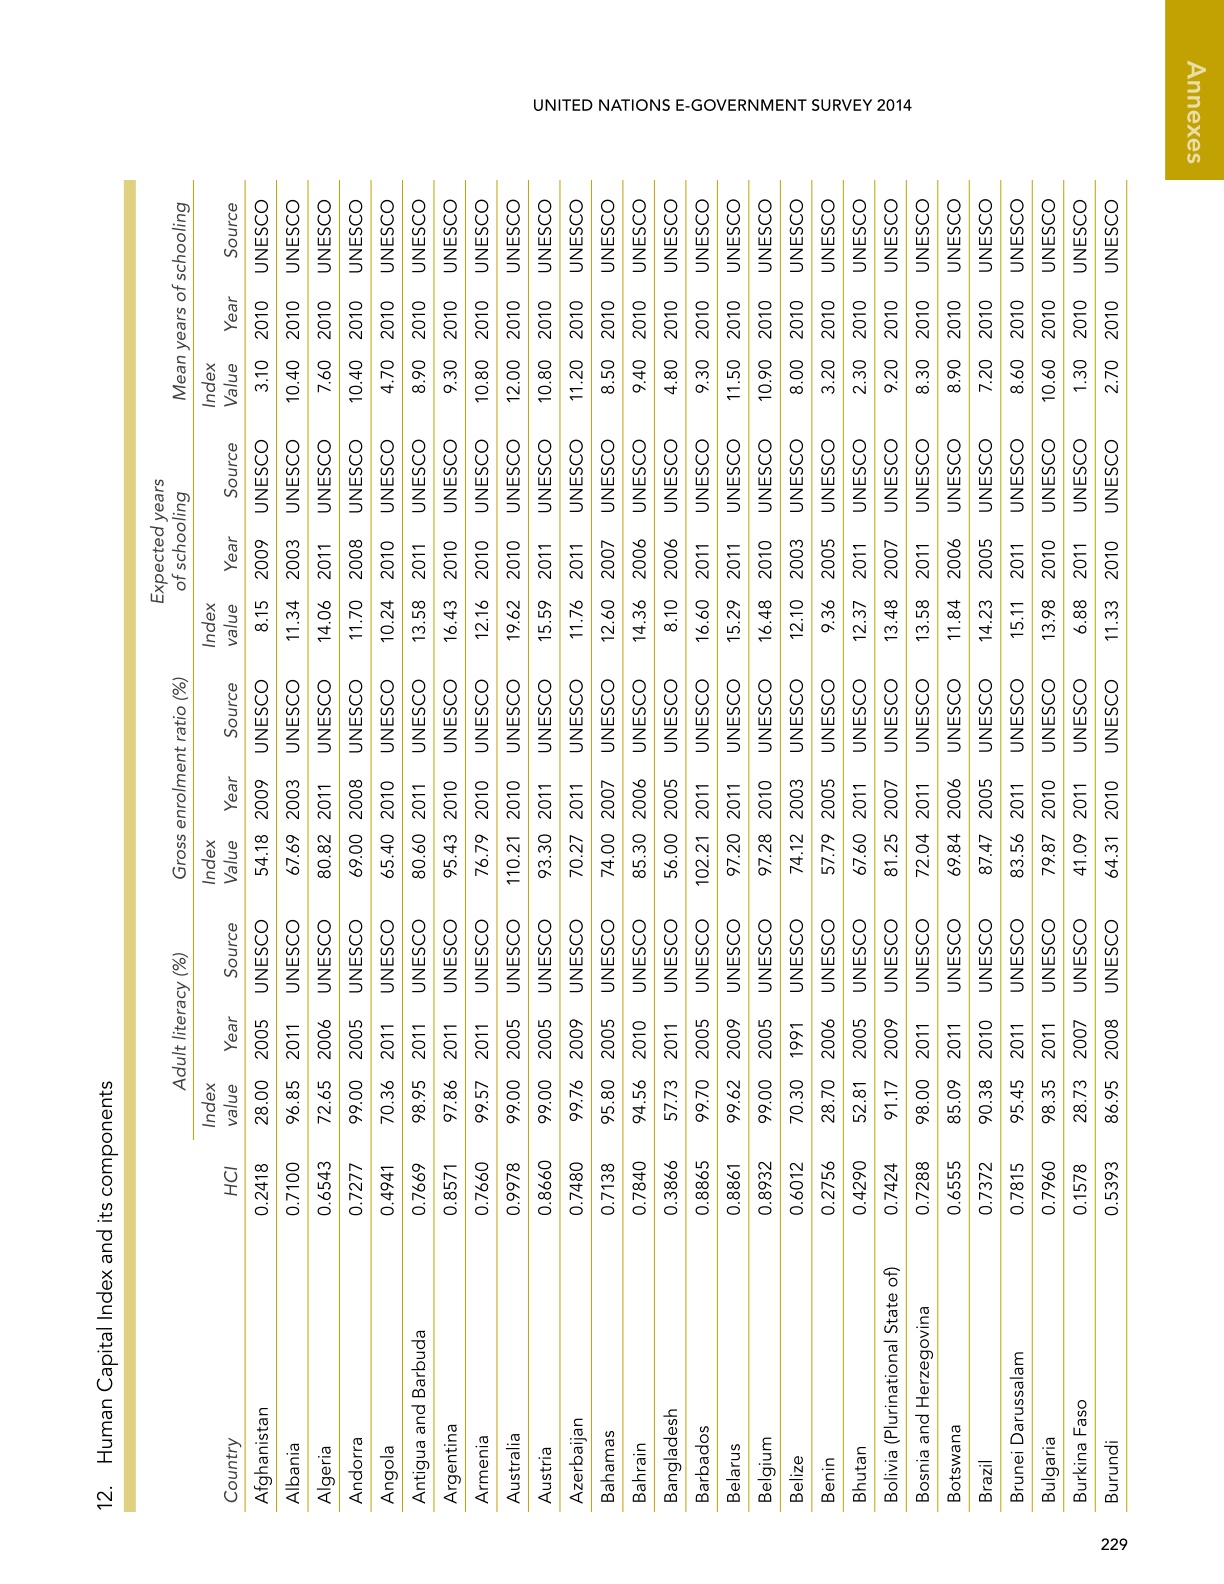 UNITED NATIONS E-GOVERNMENT SURVEY 2014
Annexes
12. Human Capital Index and its components
Adult literacy (%) Gross enrolment ratio (%) Expected years of schooling Mean years of schooling
Country HCI Index value Year Source Index Value Year Source Index value Year Source Index Value Year Source
Afghanistan 0.2418 28.00 2005 UNESCO 54.18 2009 UNESCO 8.15 2009 UNESCO 3.10 2010 UNESCO
Albania 0.7100 96.85 2011 UNESCO 67.69 2003 UNESCO 11.34 2003 UNESCO 10.40 2010 UNESCO
Algeria 0.6543 72.65 2006 UNESCO 80.82 2011 UNESCO 14.06 2011 UNESCO 7.60 2010 UNESCO
Andorra 0.7277 99.00 2005 UNESCO 69.00 2008 UNESCO 11.70 2008 UNESCO 10.40 2010 UNESCO
Angola 0.4941 70.36 2011 UNESCO 65.40 2010 UNESCO 10.24 2010 UNESCO 4.70 2010 UNESCO
Antigua and Barbuda 0.7669 98.95 2011 UNESCO 80.60 2011 UNESCO 13.58 2011 UNESCO 8.90 2010 UNESCO
Argentina 0.8571 97.86 2011 UNESCO 95.43 2010 UNESCO 16.43 2010 UNESCO 9.30 2010 UNESCO
Armenia 0.7660 99.57 2011 UNESCO 76.79 2010 UNESCO 12.16 2010 UNESCO 10.80 2010 UNESCO
Australia 0.9978 99.00 2005 UNESCO 110.21 2010 UNESCO 19.62 2010 UNESCO 12.00 2010 UNESCO
Austria 0.8660 99.00 2005 UNESCO 93.30 2011 UNESCO 15.59 2011 UNESCO 10.80 2010 UNESCO
Azerbaijan 0.7480 99.76 2009 UNESCO 70.27 2011 UNESCO 11.76 2011 UNESCO 11.20 2010 UNESCO
Bahamas 0.7138 95.80 2005 UNESCO 74.00 2007 UNESCO 12.60 2007 UNESCO 8.50 2010 UNESCO
Bahrain 0.7840 94.56 2010 UNESCO 85.30 2006 UNESCO 14.36 2006 UNESCO 9.40 2010 UNESCO
Bangladesh 0.3866 57.73 2011 UNESCO 56.00 2005 UNESCO 8.10 2006 UNESCO 4.80 2010 UNESCO
Barbados 0.8865 99.70 2005 UNESCO 102.21 2011 UNESCO 16.60 2011 UNESCO 9.30 2010 UNESCO
Belarus 0.8861 99.62 2009 UNESCO 97.20 2011 UNESCO 15.29 2011 UNESCO 11.50 2010 UNESCO
Belgium 0.8932 99.00 2005 UNESCO 97.28 2010 UNESCO 16.48 2010 UNESCO 10.90 2010 UNESCO
Belize 0.6012 70.30 1991 UNESCO 74.12 2003 UNESCO 12.10 2003 UNESCO 8.00 2010 UNESCO
Benin 0.2756 28.70 2006 UNESCO 57.79 2005 UNESCO 9.36 2005 UNESCO 3.20 2010 UNESCO
Bhutan 0.4290 52.81 2005 UNESCO 67.60 2011 UNESCO 12.37 2011 UNESCO 2.30 2010 UNESCO
Bolivia (Plurinational State of) 0.7424 91.17 2009 UNESCO 81.25 2007 UNESCO 13.48 2007 UNESCO 9.20 2010 UNESCO
Bosnia and Herzegovina 0.7288 98.00 2011 UNESCO 72.04 2011 UNESCO 13.58 2011 UNESCO 8.30 2010 UNESCO
Botswana 0.6555 85.09 2011 UNESCO 69.84 2006 UNESCO 11.84 2006 UNESCO 8.90 2010 UNESCO
Brazil 0.7372 90.38 2010 UNESCO 87.47 2005 UNESCO 14.23 2005 UNESCO 7.20 2010 UNESCO
Brunei Darussalam 0.7815 95.45 2011 UNESCO 83.56 2011 UNESCO 15.11 2011 UNESCO 8.60 2010 UNESCO
Bulgaria 0.7960 98.35 2011 UNESCO 79.87 2010 UNESCO 13.98 2010 UNESCO 10.60 2010 UNESCO
Burkina Faso 0.1578 28.73 2007 UNESCO 41.09 2011 UNESCO 6.88 2011 UNESCO 1.30 2010 UNESCO
Burundi 0.5393 86.95 2008 UNESCO 64.31 2010 UNESCO 11.33 2010 UNESCO 2.70 2010 UNESCO
229